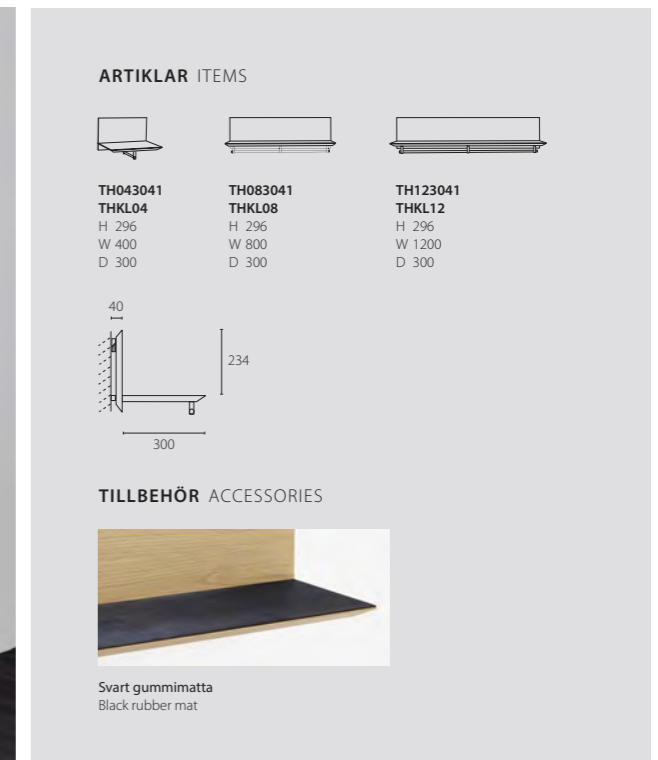 ARTIKLAR ITEMS
TH043041
THKL04
H 296
W 400
D 300
TH083041
THKL08
H 296
W 800
D 300
TH123041
THKL12
H 296
W 1200
D 300
40
234
300
TILLBEHÖR ACCESSORIES
Svart gummimatta
Black rubber mat